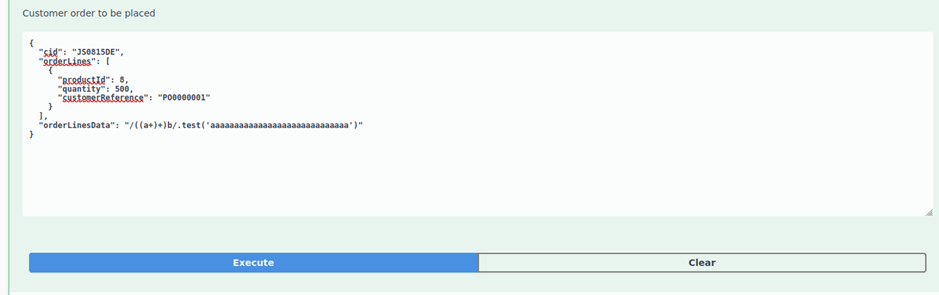 Customer order to be placed
{
  "cid": "JS0815DE",
  "orderLines": [
    {
      "productId": 8,
      "quantity": 500,
      "customerReference": "PO0000001"
    }
  ],
  "orderLinesData": "/((a+)+)b/.test('aaaaaaaaaaaaaaaaaaaaaaaaaaaaa')"
}
Execute
Clear